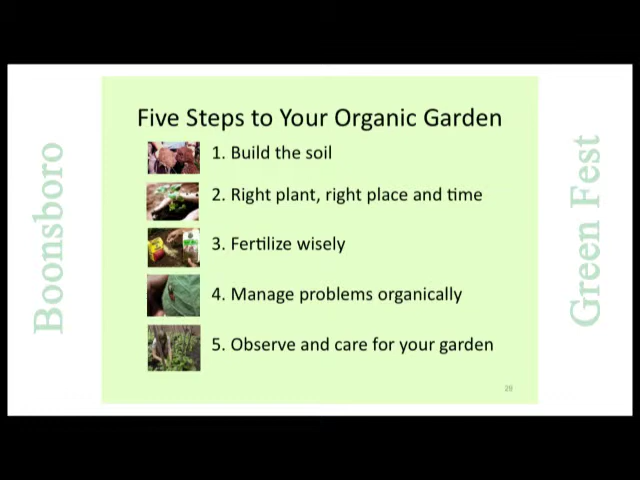 Boonsboro
Five Steps to Your Organic Garden
1. Build the soil
2. Right plant, right place and time
3. Fertilize wisely
4. Manage problems organically
5. Observe and care for your garden
Green Fest